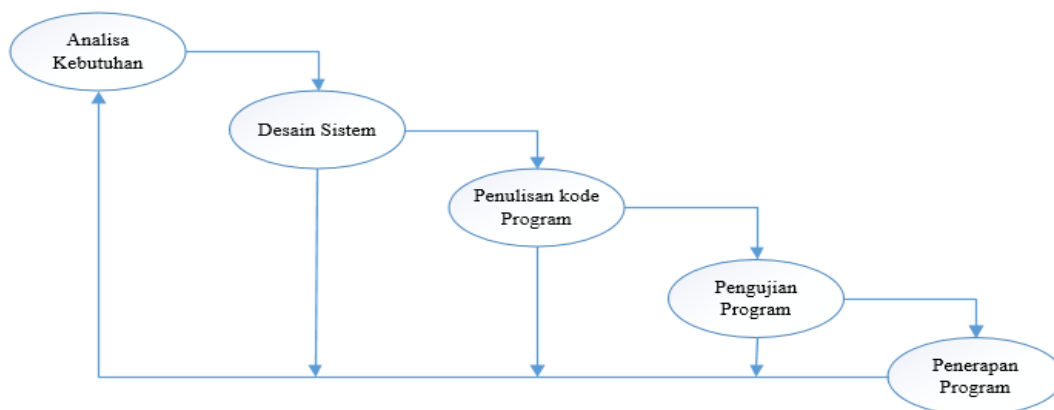 Analisa
Kebutuhan
Desain Sistem
Penulisan kode
Program
Pengujian
Program
Penerapan
Program